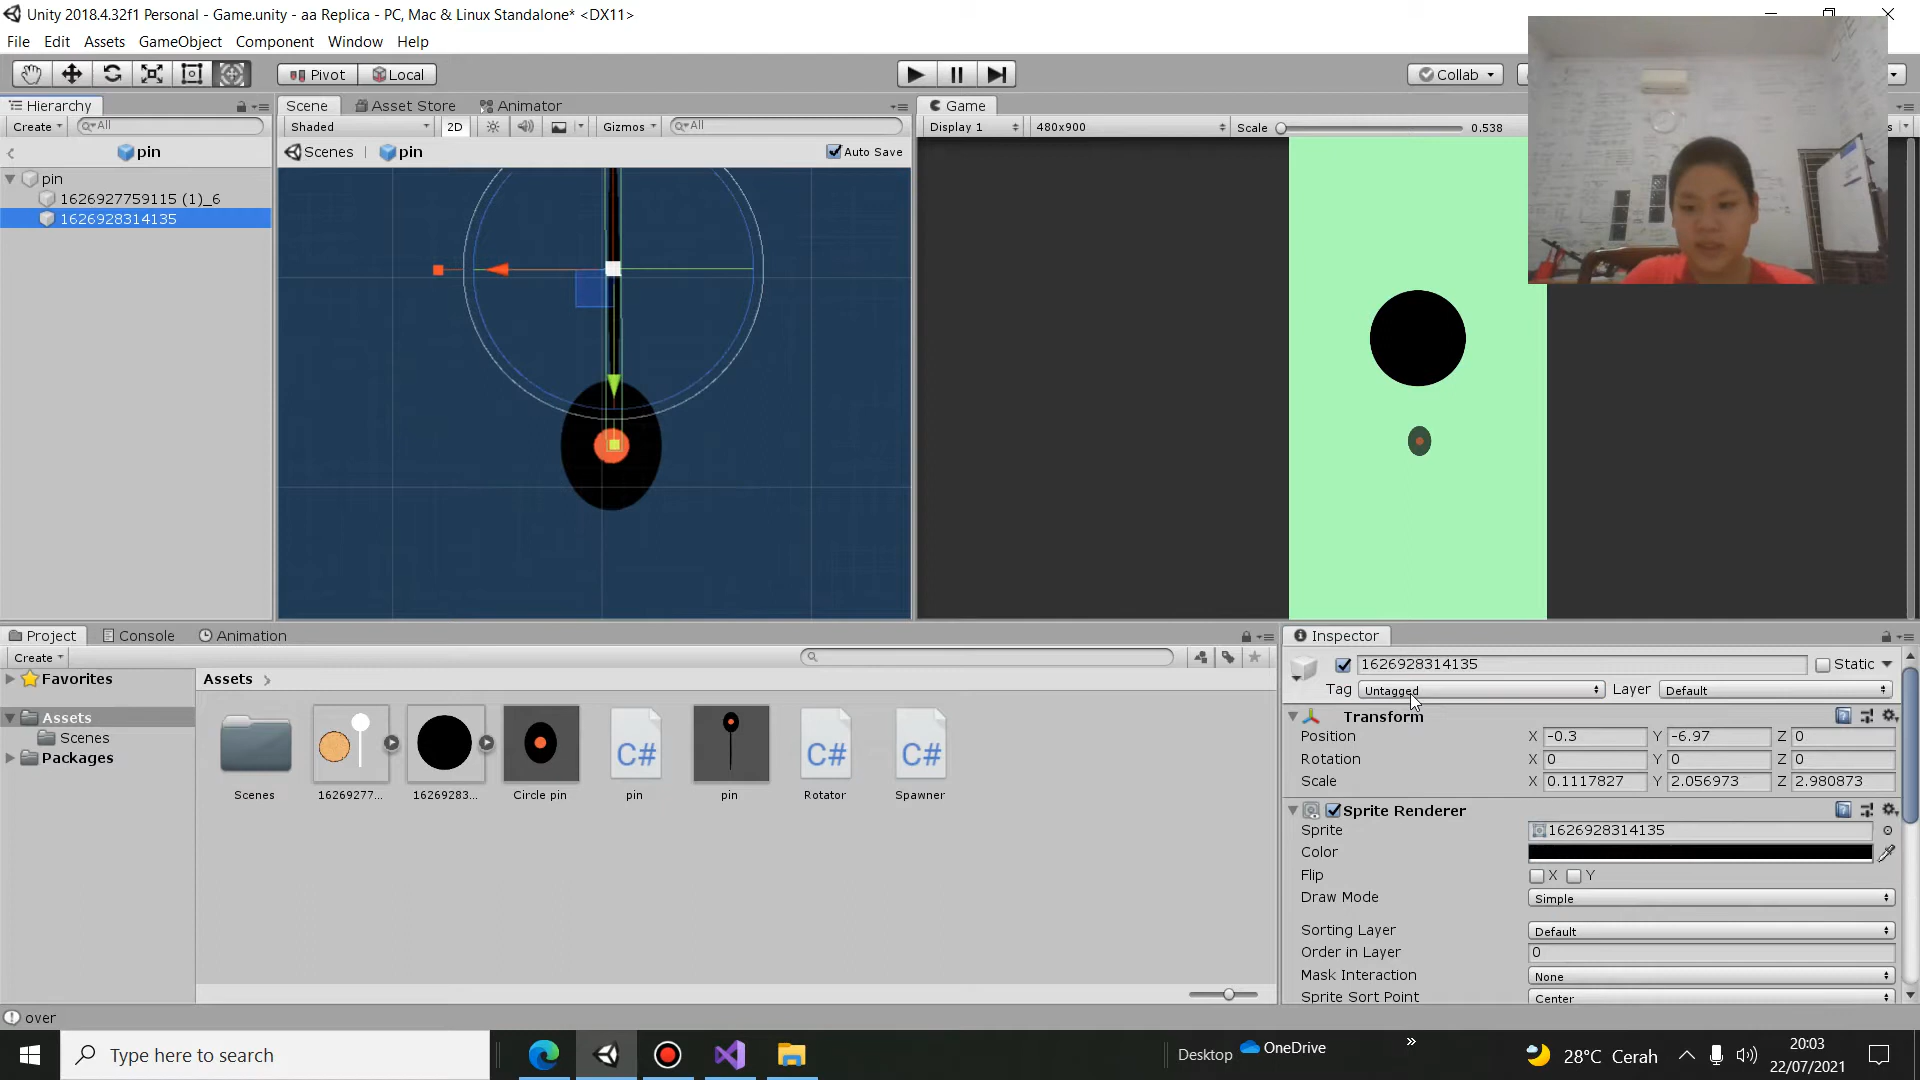 Unity 2018.4.32f1 Personal - Game.unity - aa Replica - PC, Mac & Linux Standalone* <DX11>
File Edit Assets GameObject Component Window Help
Pivot Local Collab
Hierarchy Scene Asset Store Animator Game
Create All Shaded 2D Gizmos All Display 1 480x900 Scale 0.538
pin Scenes pin Auto Save
pin
1626927759115 (1)_6
1626928314135
Project Console Animation Inspector
Create
1626928314135 Static
Favorites Assets
Tag Untagged Layer Default
Assets
Scenes
Packages
Transform
Position X -0.3 Y -6.97 Z 0
Rotation X 0 Y 0 Z 0
Scale X 0.1117827 Y 2.056973 Z 2.980873
C# C# C#
Scenes 16269277... 16269283... Circle pin pin pin Rotator Spawner
Sprite Renderer
Sprite 1626928314135
Color
Flip X Y
Draw Mode Simple
Sorting Layer Default
Order in Layer 0
Mask Interaction None
Sprite Sort Point Center
over
Type here to search Desktop OneDrive » 28°C Cerah 20:03
22/07/2021